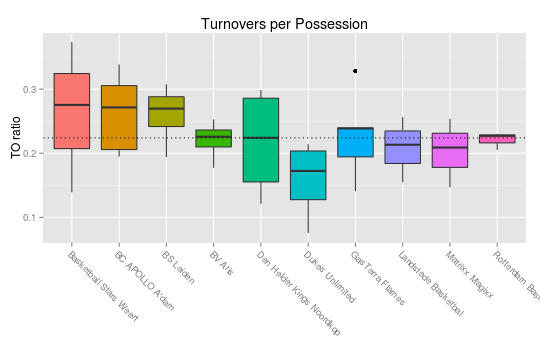 Turnovers per Possession
TO ratio
0.3
0.2
0.1
Basketball Stars Weert
BC APOLLO A'dam
BS Leiden
BV Aris
Den Helder Kings Noordkop
Dukes Unlimited
GasTerra Flames
Landstede Basketbal
Matrixx Magixx
Rotterdam Bas